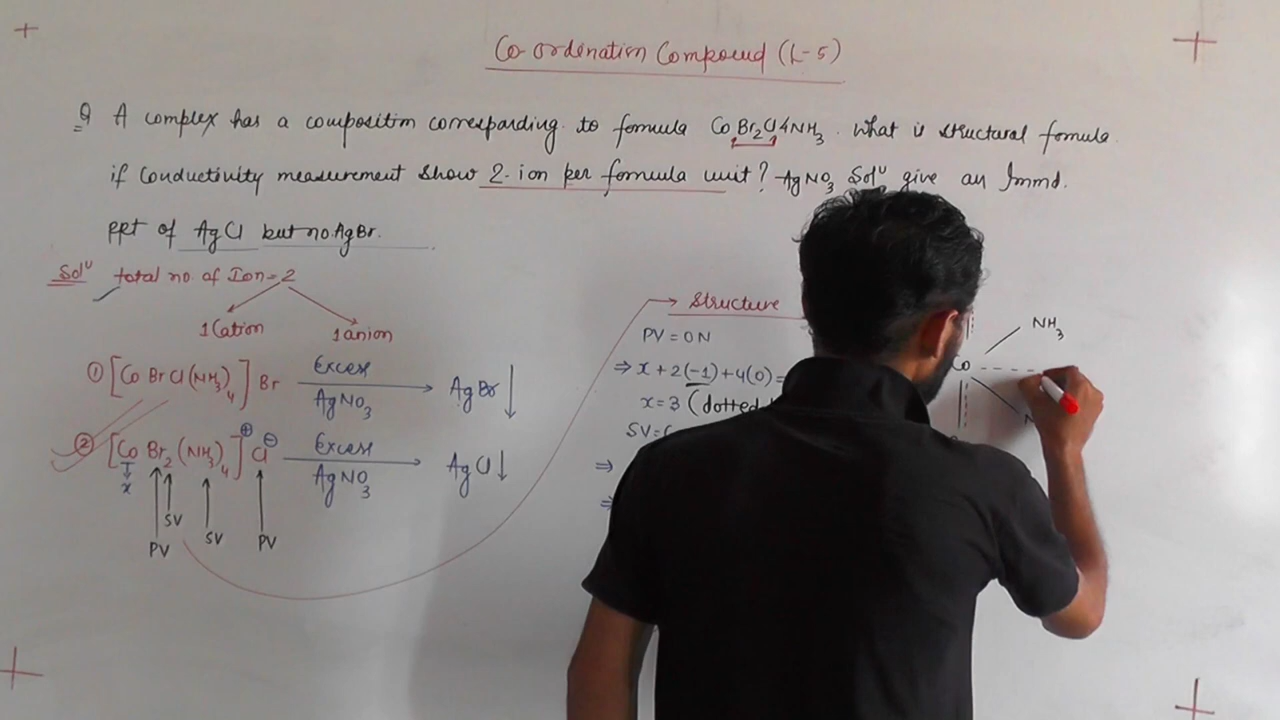 Co-ordination Compound (L-5)
Q A complex has a composition corresponding to formula CoBr₂Cl4NH₃. what is structural formula
if conductivity measurement show 2 ion per formula unit? AgNO₃ Solᵘ give an Immd.
ppt of AgCl but no AgBr.
Solᵘ total no. of Ion = 2
1 Cation 1 anion
① [Co BrCl(NH₃)₄] Br Excess AgNO₃ → AgBr ↓
② [Co Br₂ (NH₃)₄]⊕ Cl⊖ Excess AgNO₃ → AgCl ↓
x
SV SV
PV PV
→ Structure
PV = ON
⇒ x + 2(-1) + 4(0) =
x = 3 (dotted
SV =
⇒
⇒
NH₃
Co